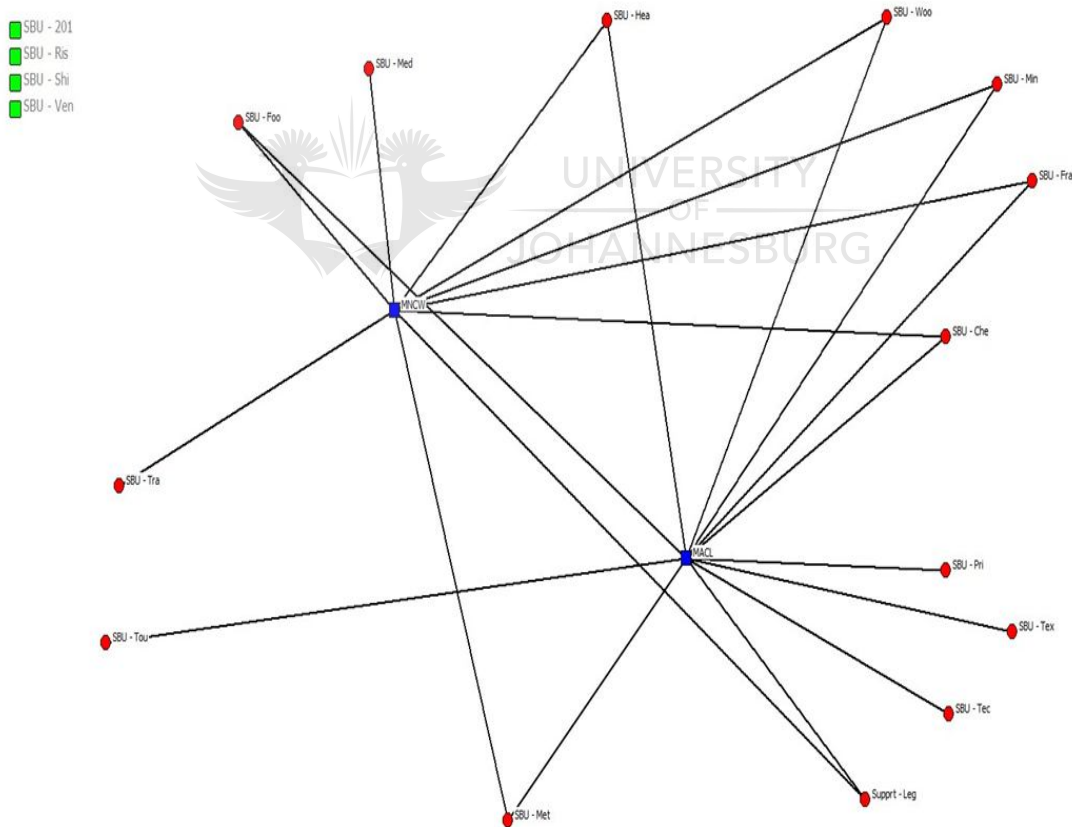 SBU - 201
SBU - Ris
SBU - Shi
SBU - Ven
SBU - Hea
SBU - Woo
SBU - Med
SBU - Min
SBU - Foo
UNIVERSITY
OF
JOHANNESBURG
SBU - Fra
MNCW
SBU - Che
SBU - Tra
MACL
SBU - Pri
SBU - Tex
SBU - Tou
SBU - Tec
Supprt - Leg
SBU - Met